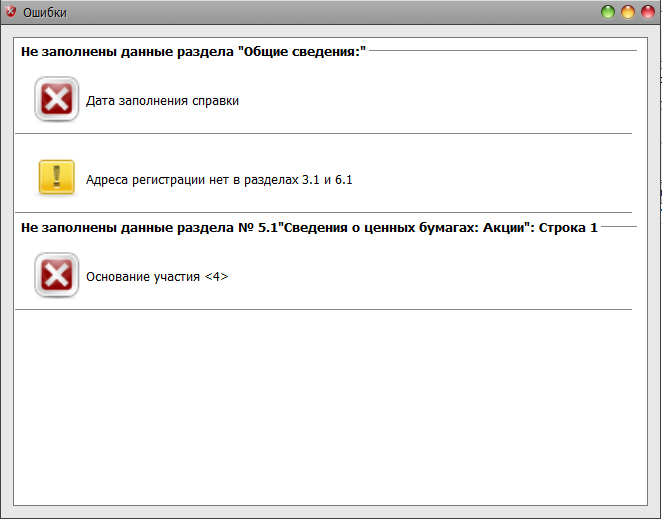 Ошибки
Не заполнены данные раздела "Общие сведения:"
Дата заполнения справки
Адреса регистрации нет в разделах 3.1 и 6.1
Не заполнены данные раздела № 5.1"Сведения о ценных бумагах: Акции": Строка 1
Основание участия <4>